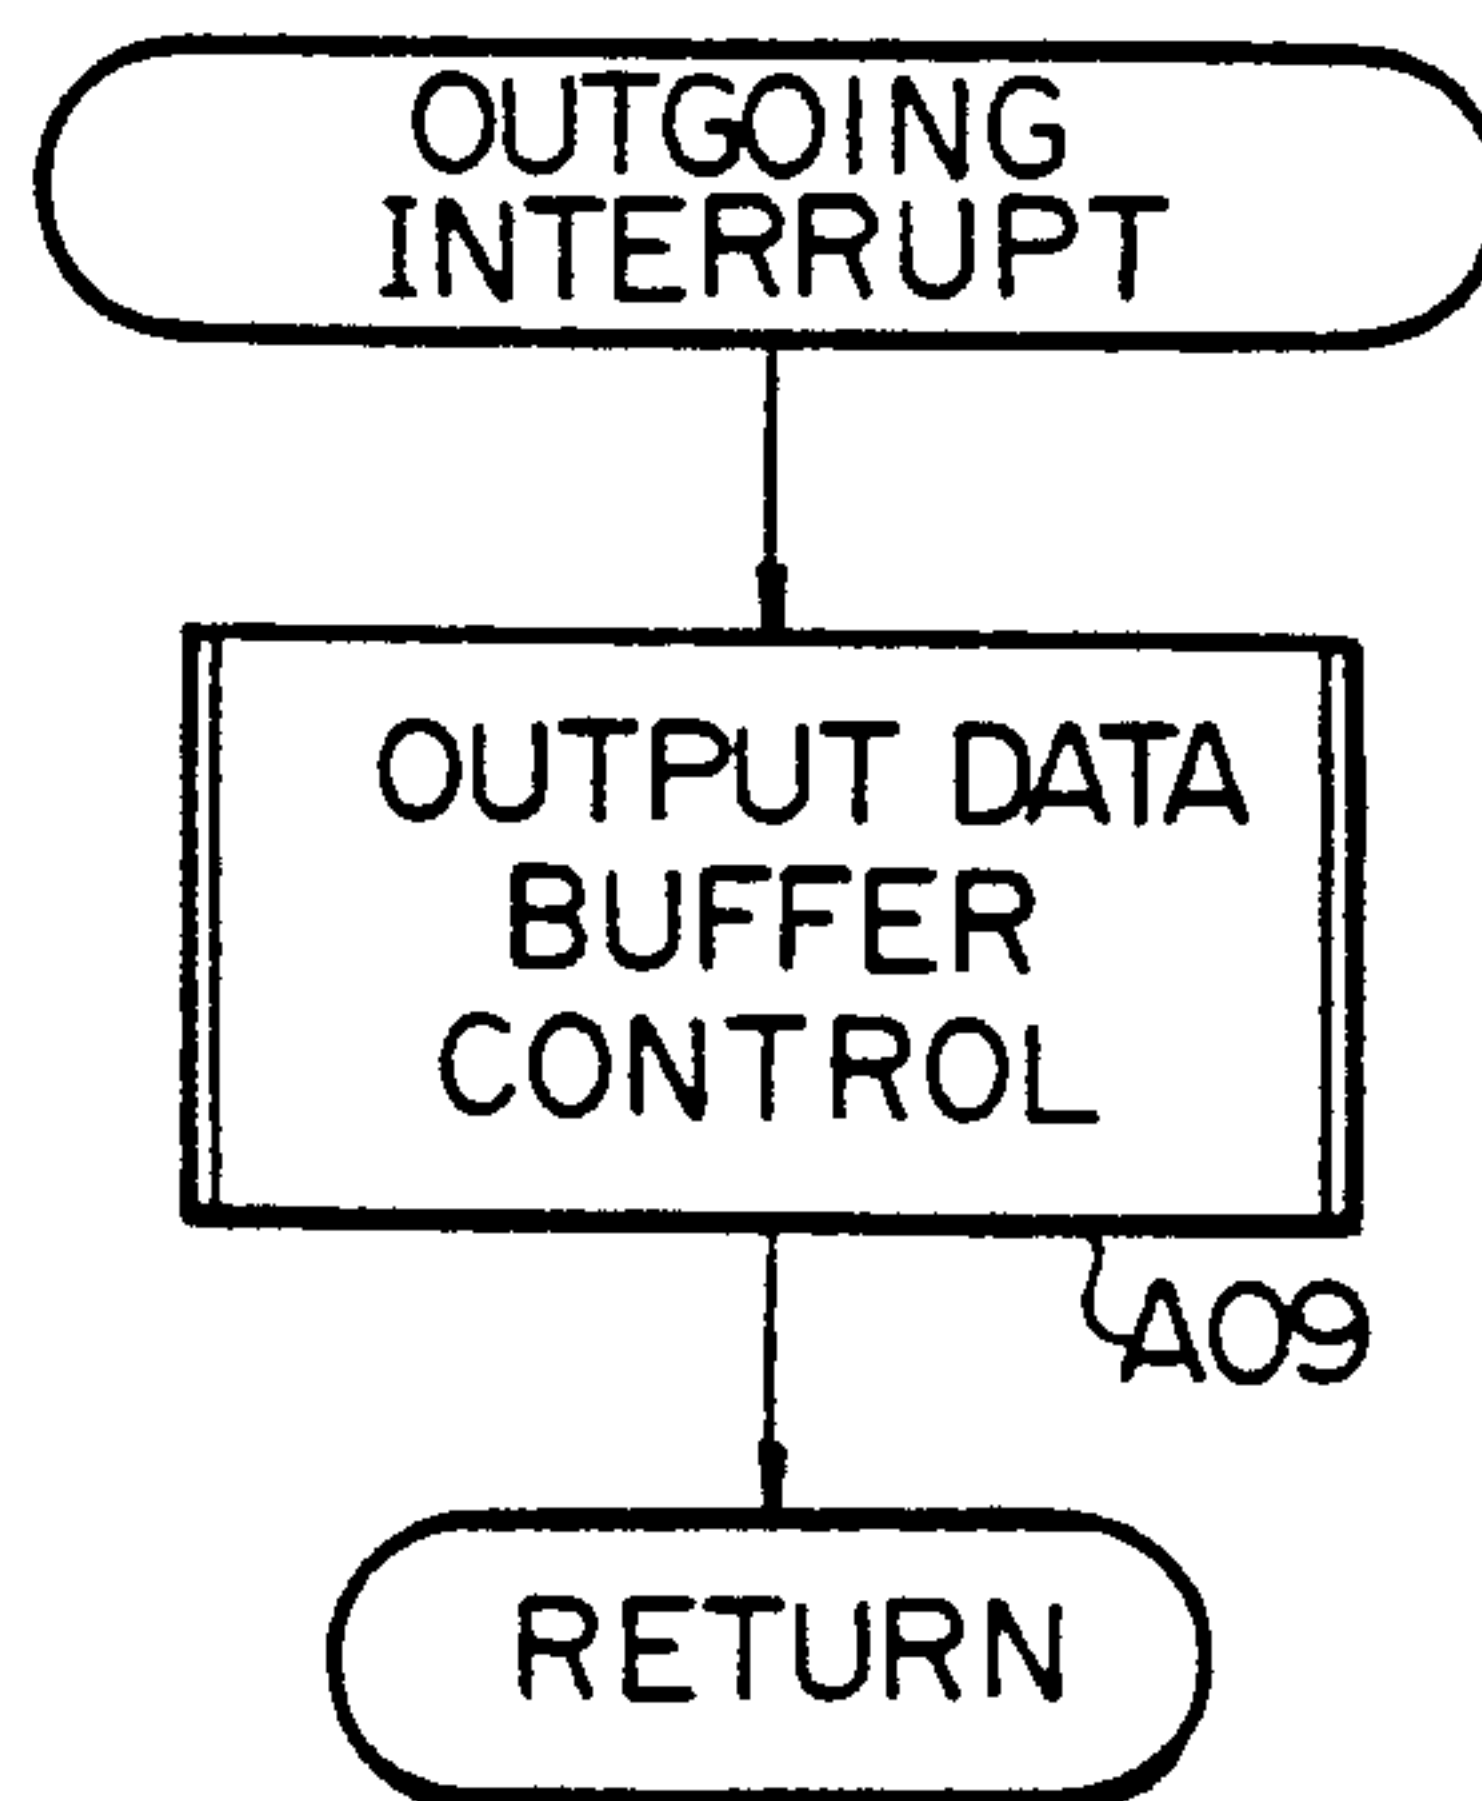 OUTGOING
INTERRUPT
OUTPUT DATA
BUFFER
CONTROL
A09
RETURN